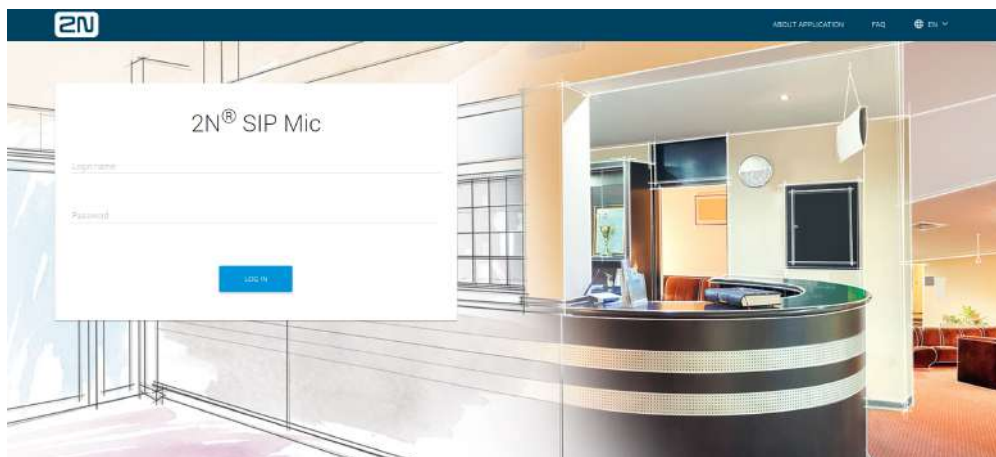 2N
ABOUT APPLICATION
FAQ
EN
2N® SIP Mic
Login name
Password
LOG IN